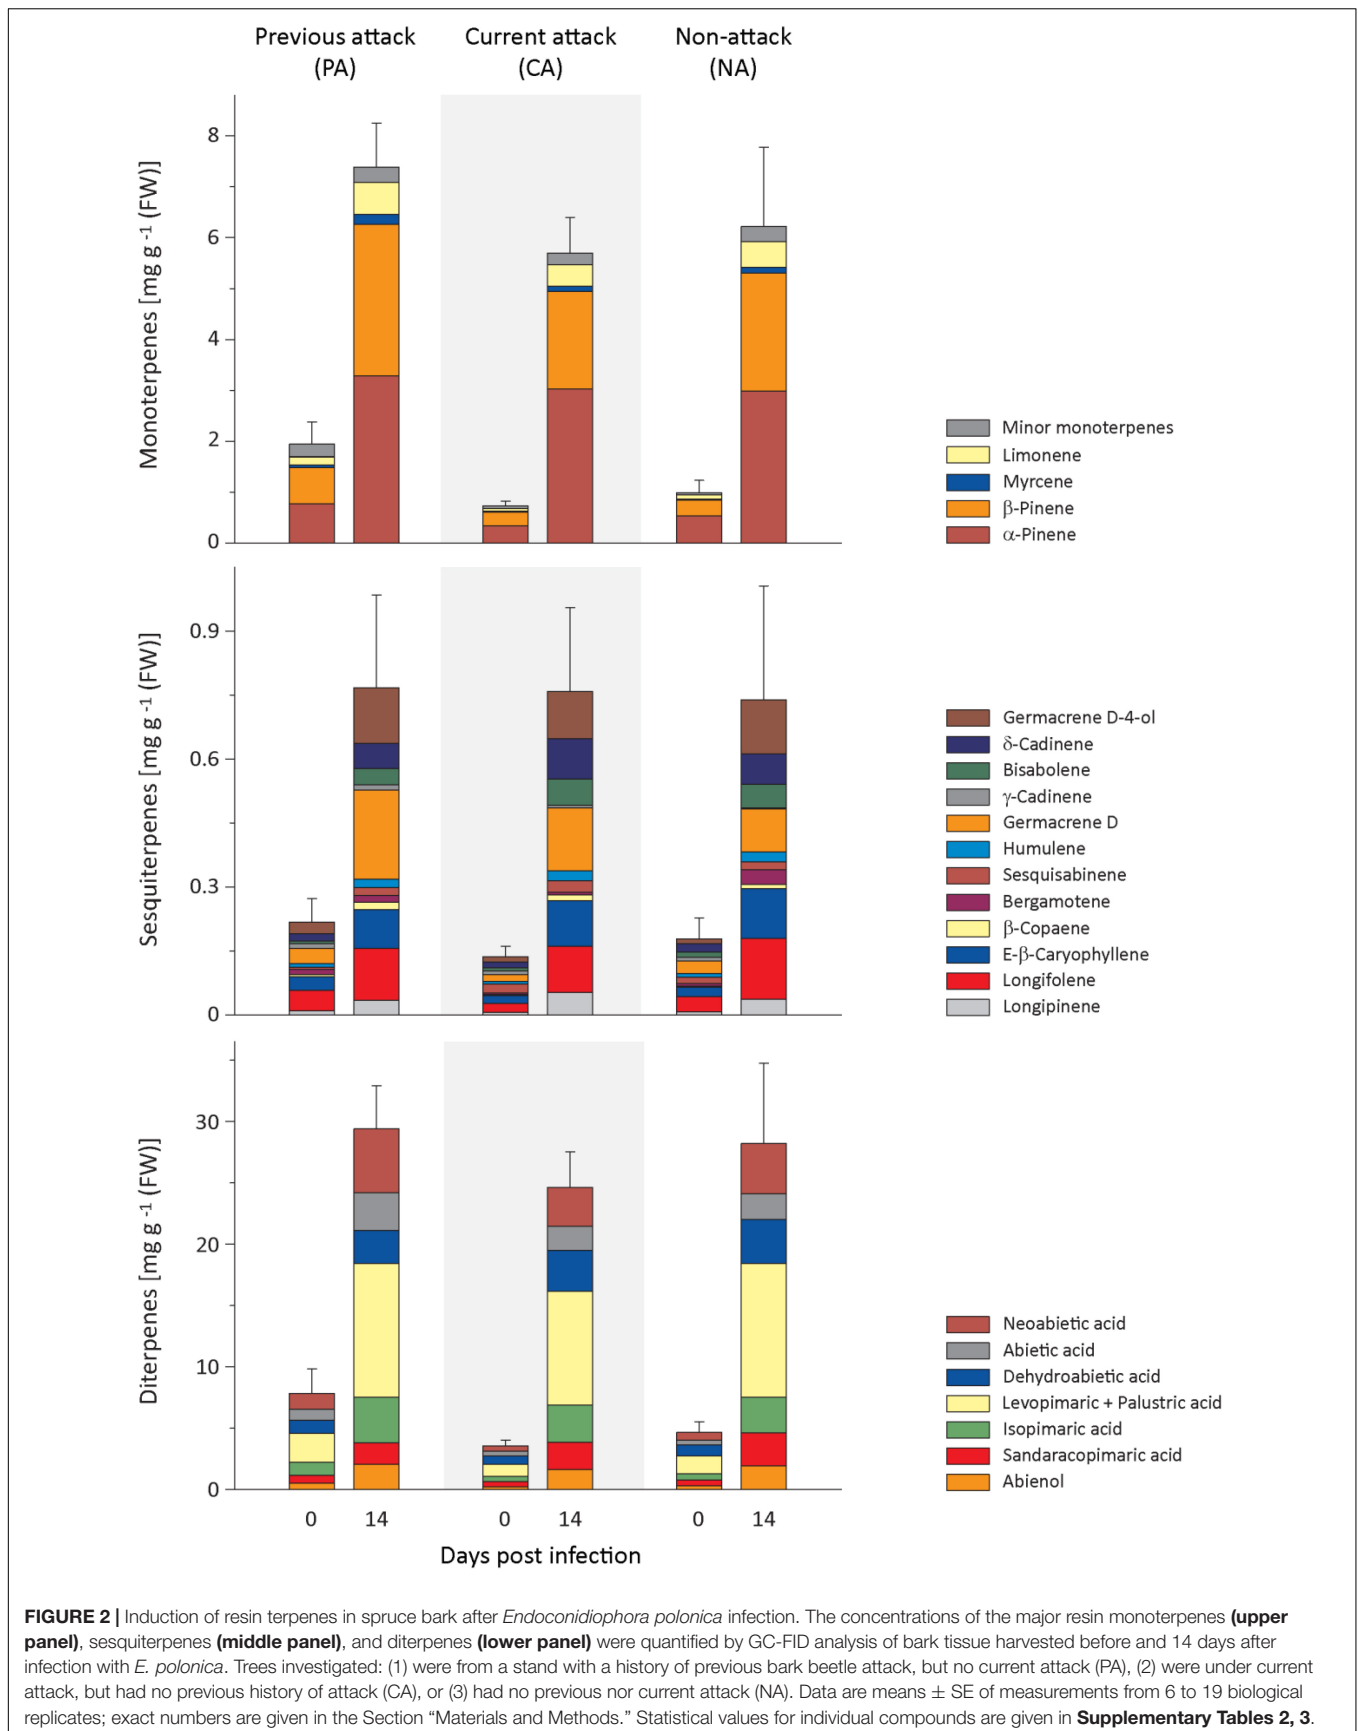 Previous attack
(PA)
Current attack
(CA)
Non-attack
(NA)
Monoterpenes [mg g -1 (FW)]
8
6
4
2
0
Minor monoterpenes
Limonene
Myrcene
β-Pinene
α-Pinene
Sesquiterpenes [mg g -1 (FW)]
0.9
0.6
0.3
0
Germacrene D-4-ol
δ-Cadinene
Bisabolene
γ-Cadinene
Germacrene D
Humulene
Sesquisabinene
Bergamotene
β-Copaene
E-β-Caryophyllene
Longifolene
Longipinene
Diterpenes [mg g -1 (FW)]
30
20
10
0
Neoabietic acid
Abietic acid
Dehydroabietic acid
Levopimaric + Palustric acid
Isopimaric acid
Sandaracopimaric acid
Abienol
0 14 0 14 0 14
Days post infection
FIGURE 2 | Induction of resin terpenes in spruce bark after Endoconidiophora polonica infection. The concentrations of the major resin monoterpenes (upper
panel), sesquiterpenes (middle panel), and diterpenes (lower panel) were quantified by GC-FID analysis of bark tissue harvested before and 14 days after
infection with E. polonica. Trees investigated: (1) were from a stand with a history of previous bark beetle attack, but no current attack (PA), (2) were under current
attack, but had no previous history of attack (CA), or (3) had no previous nor current attack (NA). Data are means ± SE of measurements from 6 to 19 biological
replicates; exact numbers are given in the Section “Materials and Methods.” Statistical values for individual compounds are given in Supplementary Tables 2, 3.